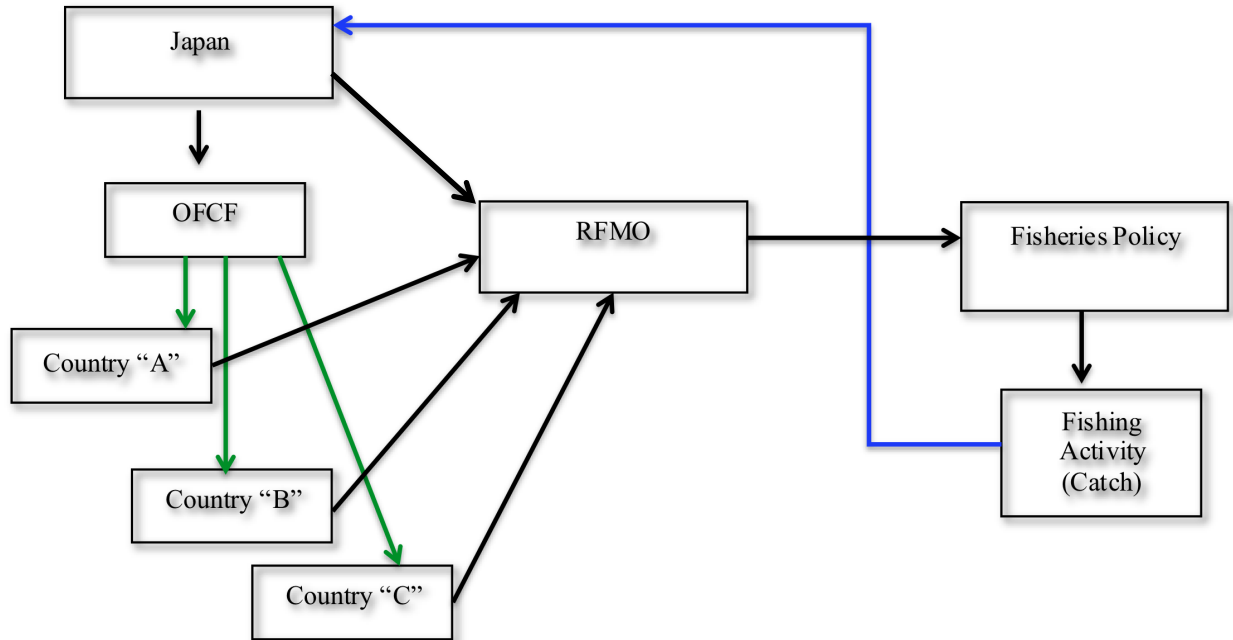 Japan
OFCF
RFMO
Fisheries Policy
Country “A”
Fishing
Activity
(Catch)
Country “B”
Country “C”